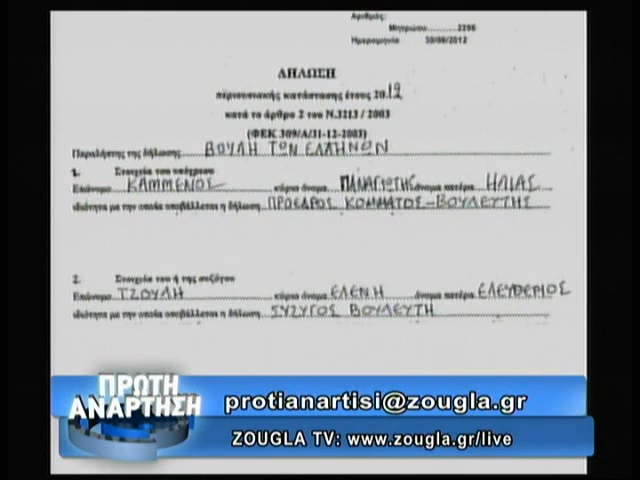 Αριθμός:
Μητρώου..........2296
Ημερομηνία 30/06/2012
ΔΗΛΩΣΗ
περιουσιακής κατάστασης έτους 2012
κατά το άρθρο 2 του Ν.3213 / 2003
(ΦΕΚ 309/Α/31-12-2003)
Παραλήπτης της δήλωσης ΒΟΥΛΗ ΤΩΝ ΕΛΛΗΝΩΝ
1. Στοιχεία του υπόχρεου
Επώνυμο ΚΑΜΜΕΝΟΣ κύριο όνομα ΠΑΝΑΓΙΩΤΗΣ όνομα πατέρα ΗΛΙΑΣ
ιδιότητα με την οποία υποβάλλεται η δήλωση ΠΡΟΕΔΡΟΣ ΚΟΜΜΑΤΟΣ-ΒΟΥΛΕΥΤΗΣ
2. Στοιχεία του ή της συζύγου
Επώνυμο ΤΖΟΥΛΗ κύριο όνομα ΕΛΕΝΗ όνομα πατέρα ΕΛΕΥΘΕΡΙΟΣ
ιδιότητα με την οποία υποβάλλεται η δήλωση ΣΥΖΥΓΟΣ ΒΟΥΛΕΥΤΗ
ΠΡΩΤΗ
ΑΝΑΡΤΗΣΗ
protianartisi@zougla.gr
ZOUGLA TV: www.zougla.gr/live